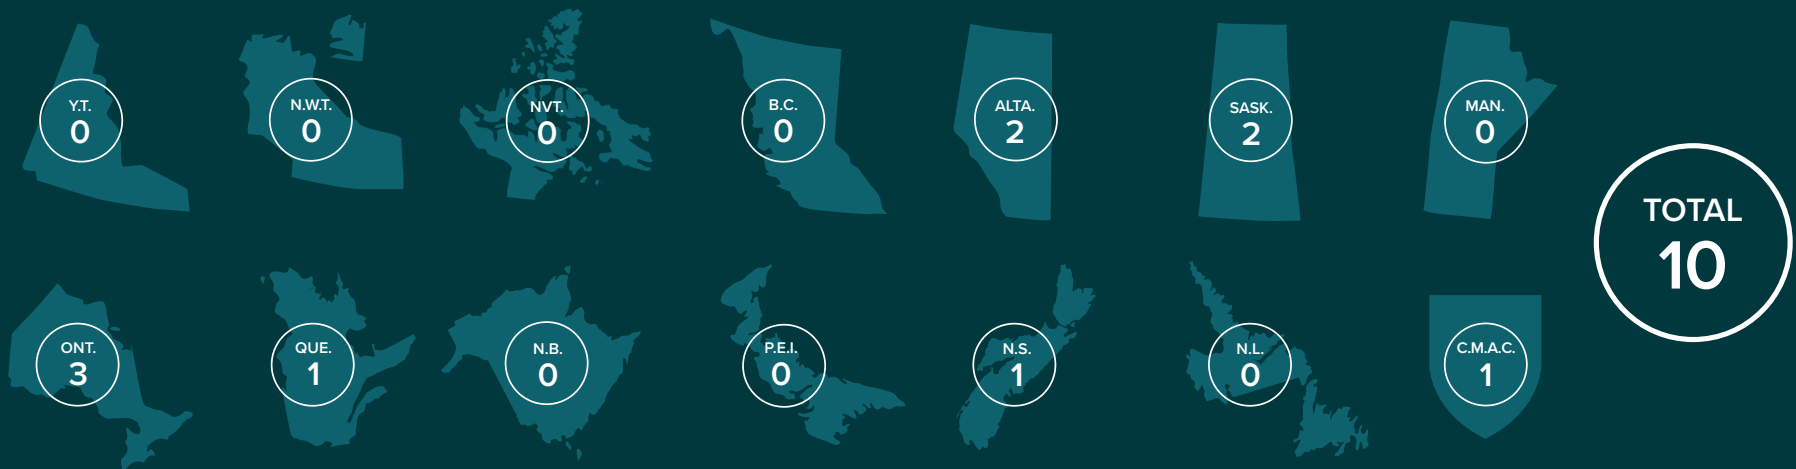 Y.T.
0
N.W.T.
0
NVT.
0
B.C.
0
ALTA.
2
SASK.
2
MAN.
0
ONT.
3
QUE.
1
N.B.
0
P.E.I.
0
N.S.
1
N.L.
0
C.M.A.C.
1
TOTAL
10